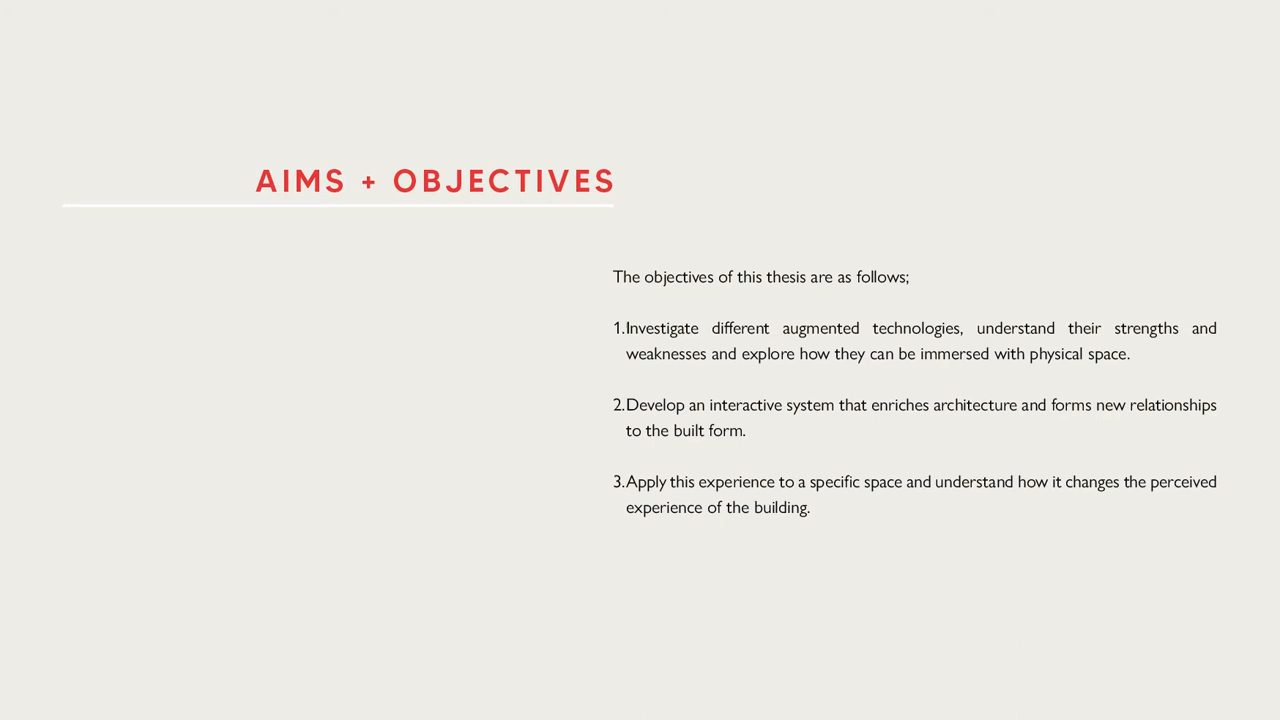 AIMS + OBJECTIVES
The objectives of this thesis are as follows;
1.Investigate different augmented technologies, understand their strengths and
weaknesses and explore how they can be immersed with physical space.
2.Develop an interactive system that enriches architecture and forms new relationships
to the built form.
3.Apply this experience to a specific space and understand how it changes the perceived
experience of the building.